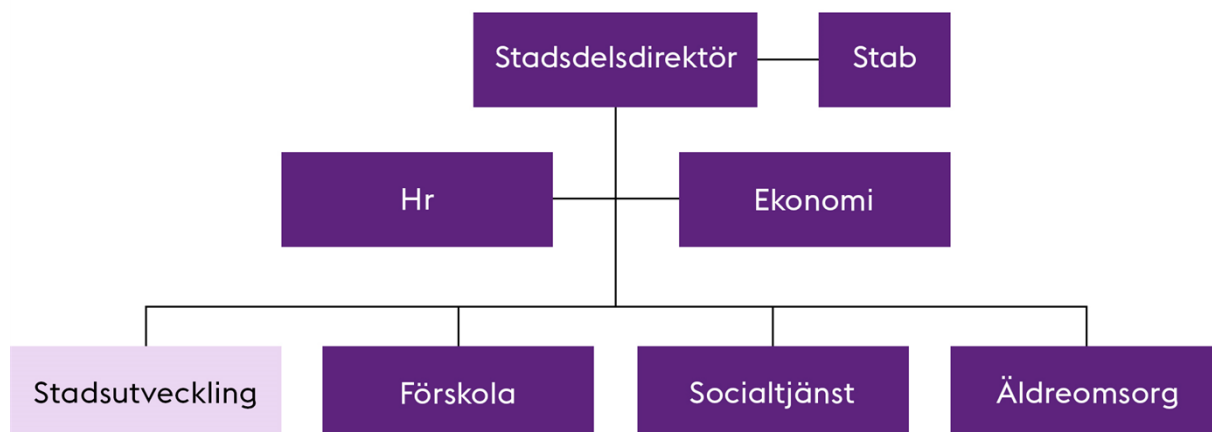 Stadsdelsdirektör
Stab
Hr
Ekonomi
Stadsutveckling
Förskola
Socialtjänst
Äldreomsorg